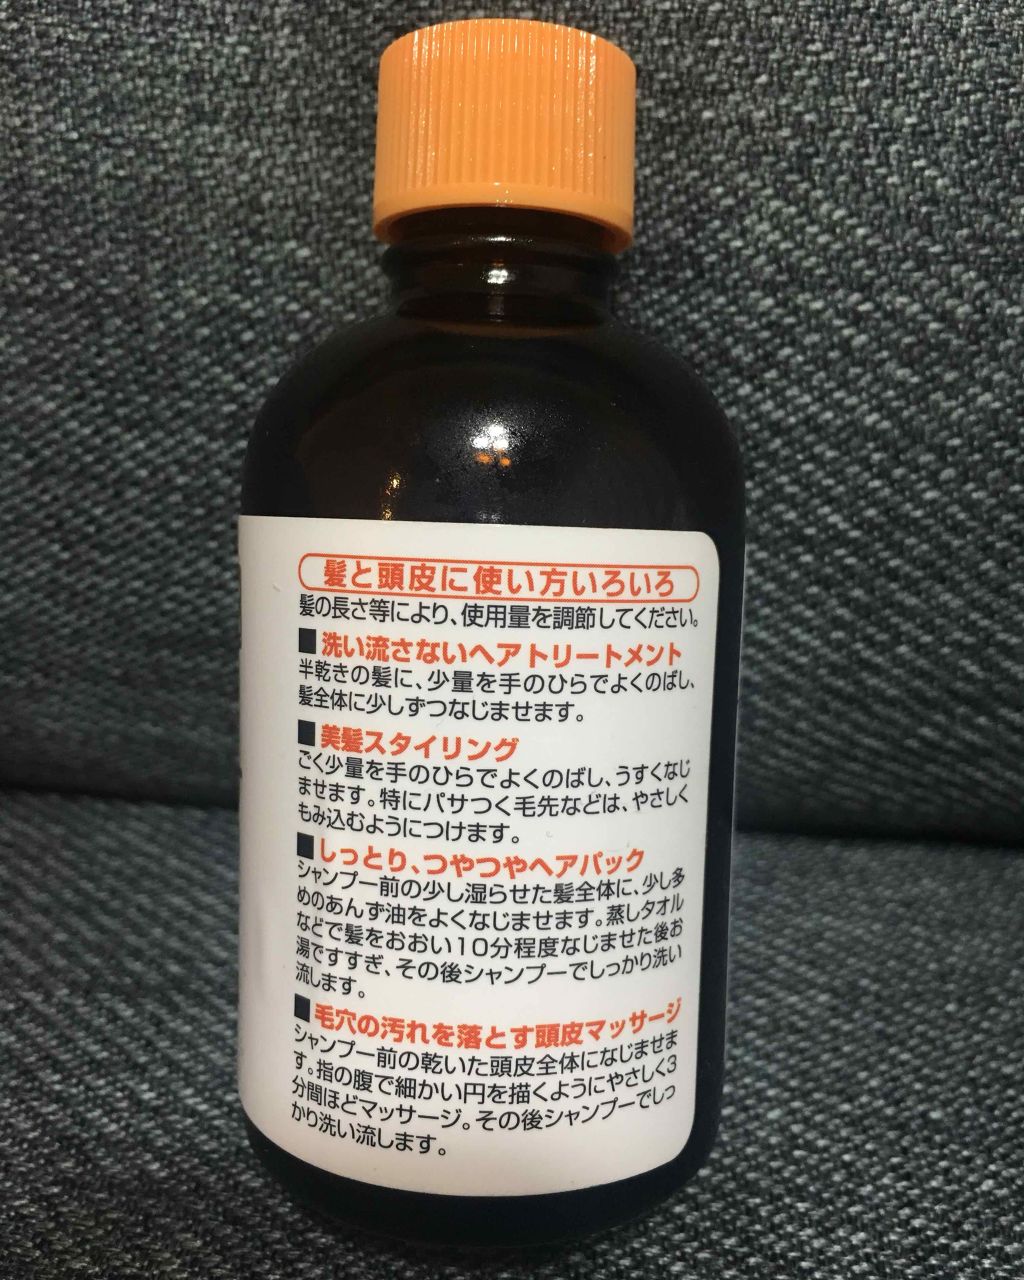 髪と頭皮に使い方いろいろ
髪の長さ等により、使用量を調節してください。
■洗い流さないヘアトリートメント
半乾きの髪に、少量を手のひらでよくのばし、
髪全体に少しずつなじませます。
■美髪スタイリング
ごく少量を手のひらでよくのばし、うすくなじ
ませます。特にパサつく毛先などは、やさしく
もみ込むようにつけます。
■しっとり、つやつやヘアパック
シャンプー前の少し湿らせた髪全体に、少し多
めのあんず油をよくなじませます。蒸しタオル
などで髪をおおい10分程度なじませた後お
湯ですすぎ、その後シャンプーでしっかり洗い
流します。
■毛穴の汚れを落とす頭皮マッサージ
シャンプー前の乾いた頭皮全体になじませま
す。指の腹で細かい円を描くようにやさしく3
分間ほどマッサージ。その後シャンプーでしっ
かり洗い流します。